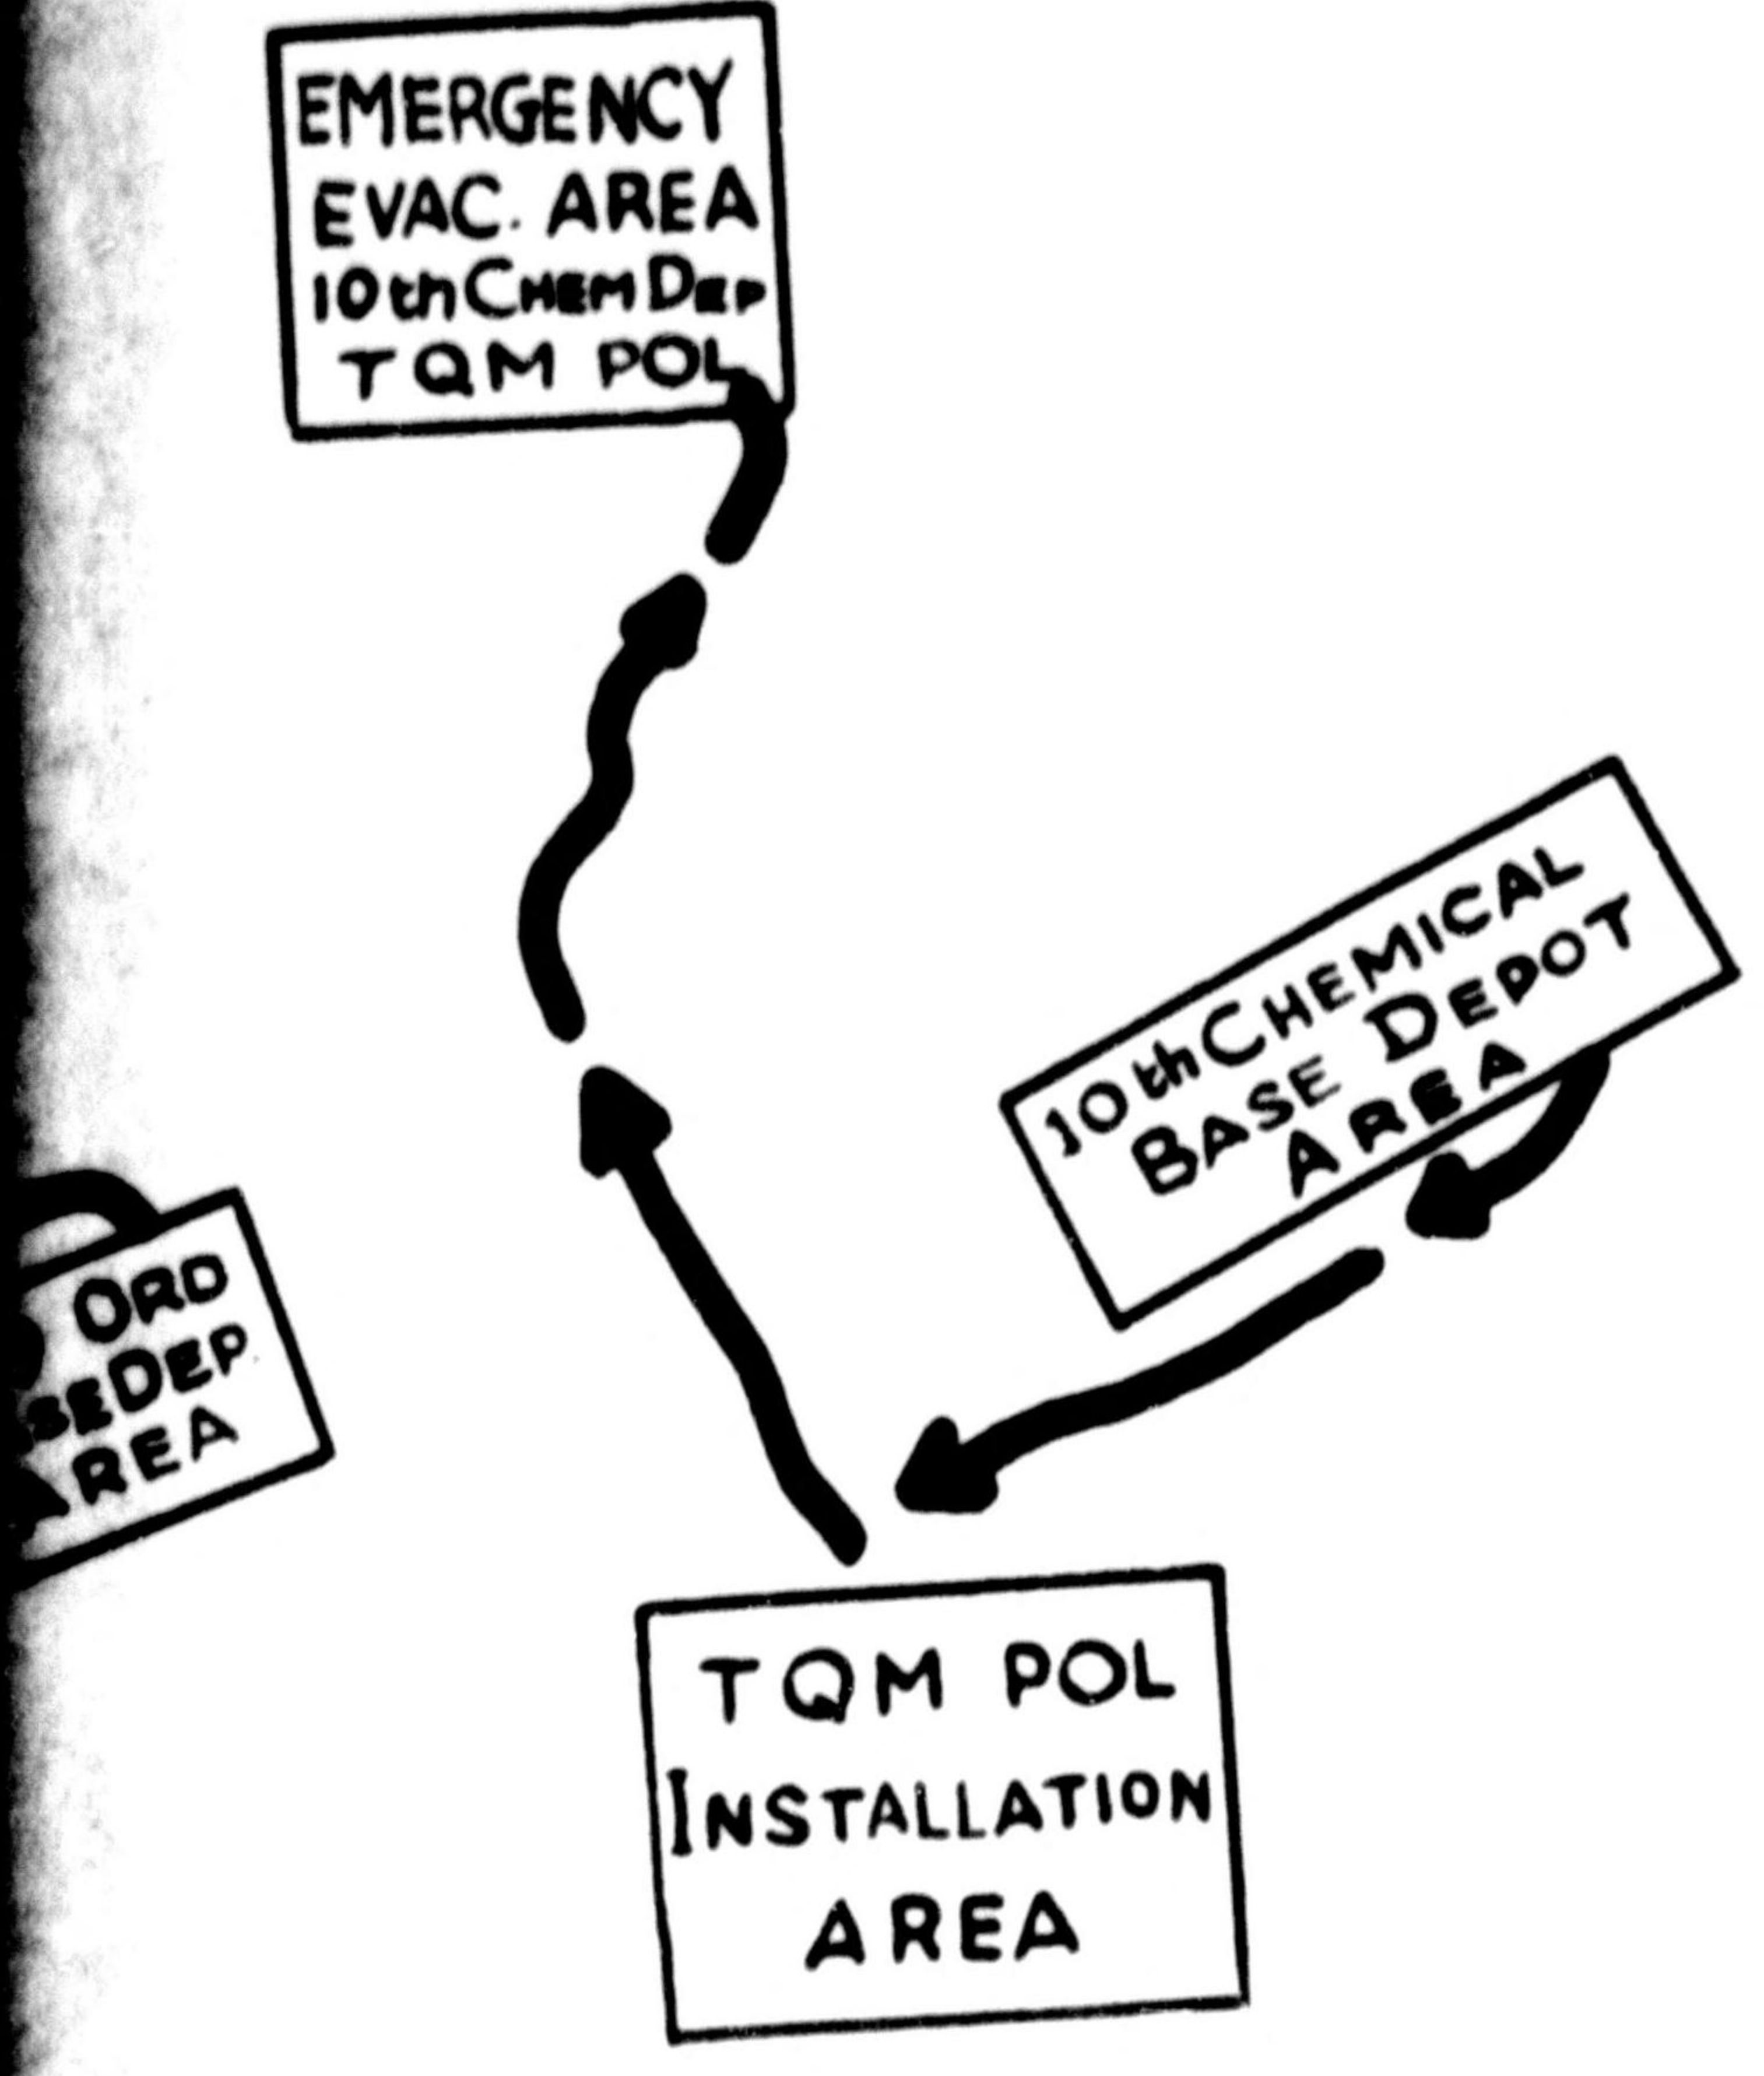 EMERGENCY
EVAC. AREA
10th CHEM DEP
TQM POL
10th CHEMICAL
BASE DEPOT
AREA
ORD
DEP
AREA
TQM POL
INSTALLATION
AREA